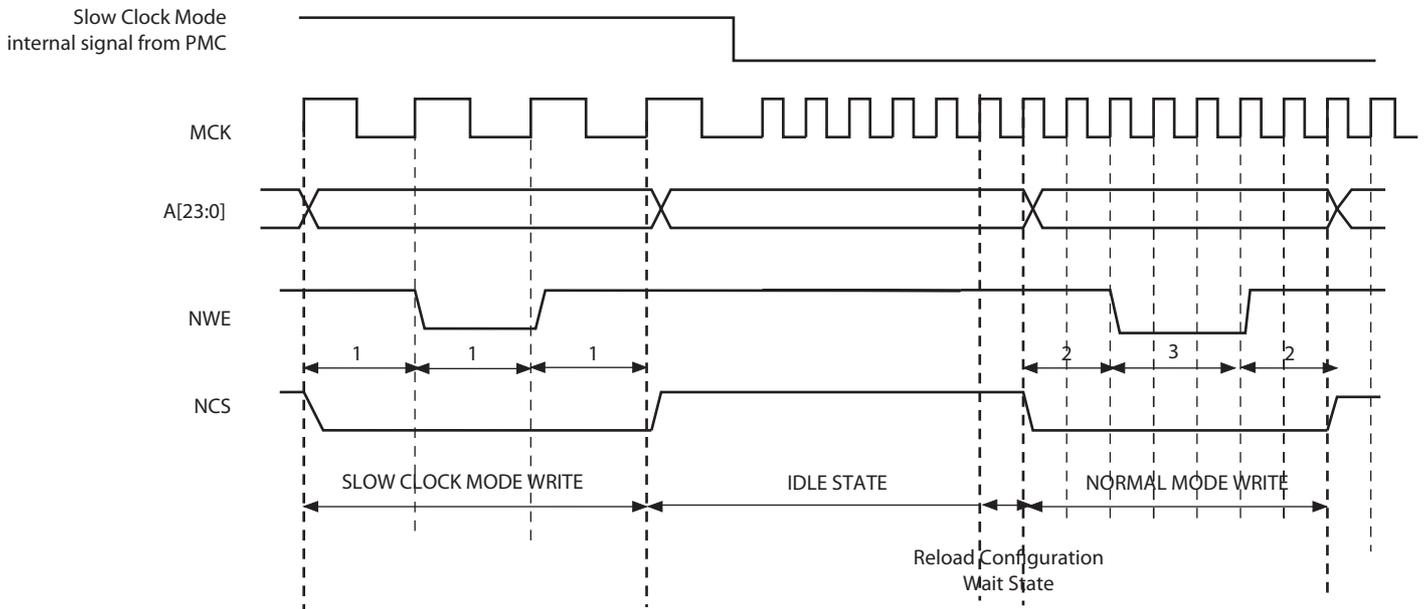 Slow Clock Mode
internal signal from PMC
MCK
A[23:0]
NWE
1 1 1 2 3 2
NCS
SLOW CLOCK MODE WRITE IDLE STATE NORMAL MODE WRITE
Reload Configuration
Wait State